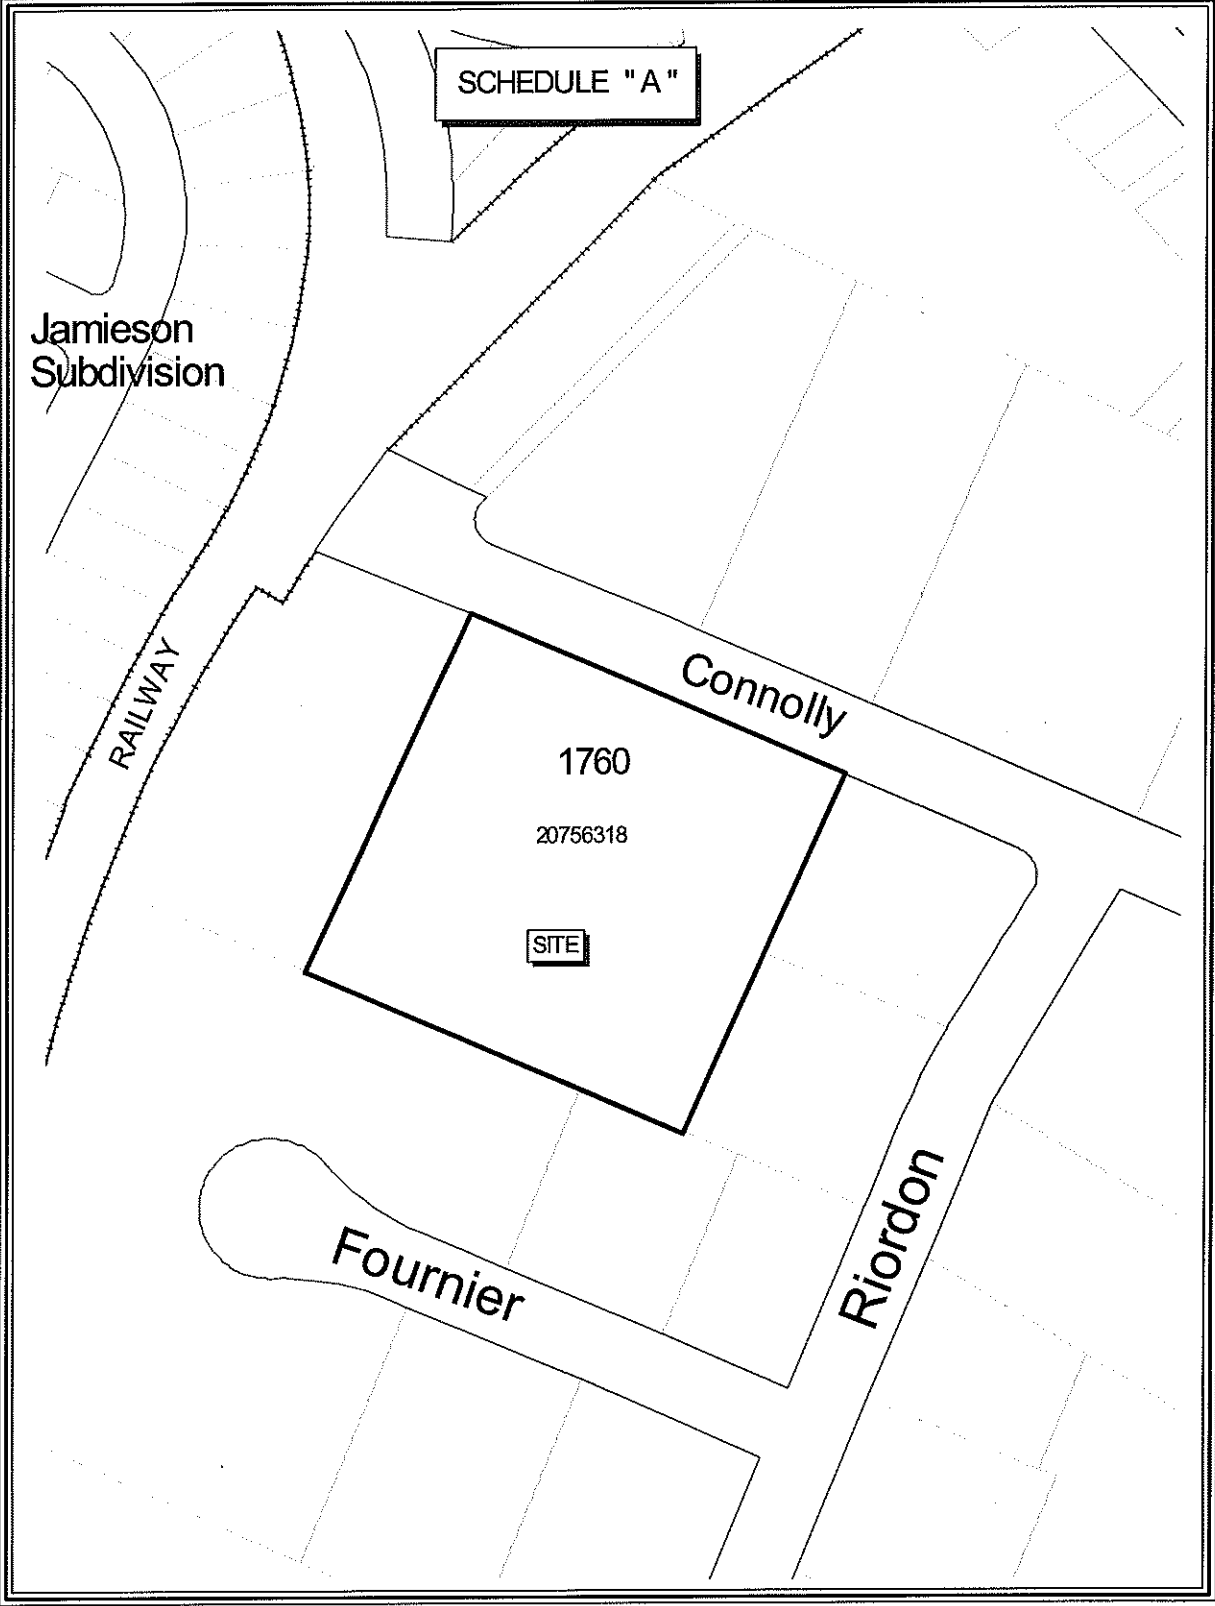 SCHEDULE "A"
Jamieson
Subdivision
RAILWAY
Connolly
1760
20756318
SITE
Riordon
Fournier